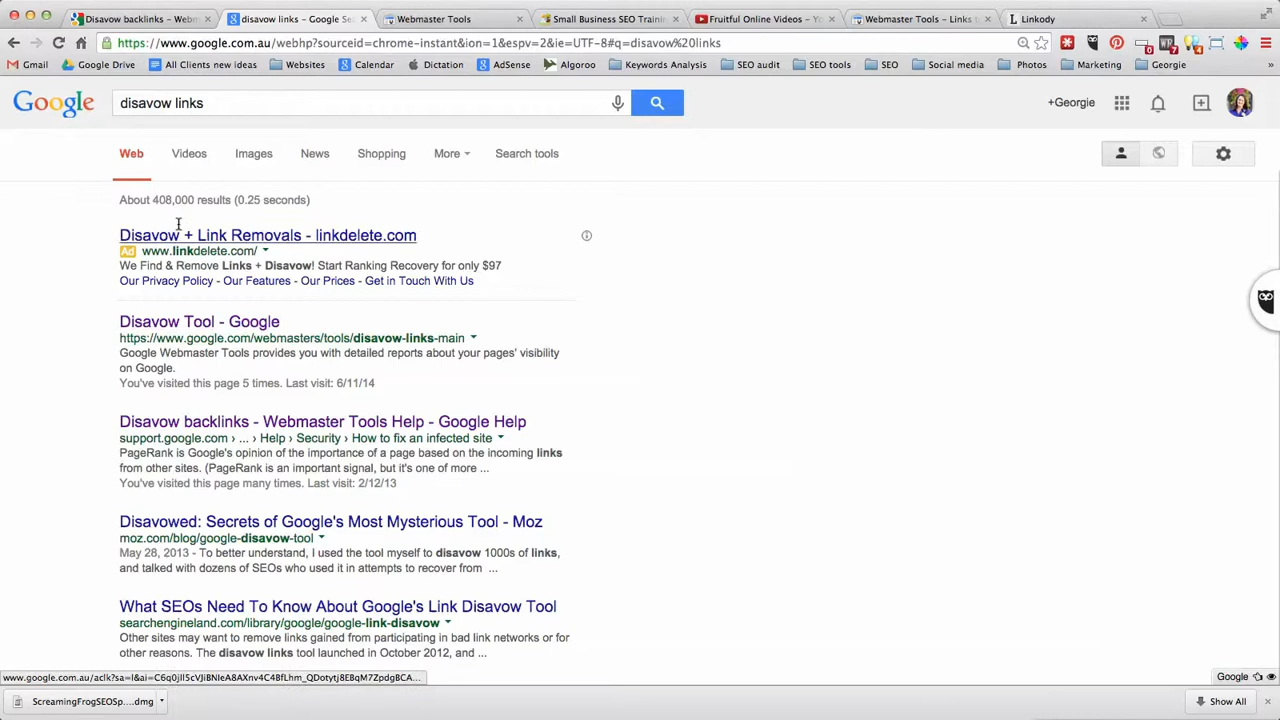 Disavow backlinks - Webm
disavow links - Google Se
Webmaster Tools
Small Business SEO Trainin
Fruitful Online Videos - Yo
Webmaster Tools - Links t
Linkody
https://www.google.com.au/webhp?sourceid=chrome-instant&ion=1&espv=2&ie=UTF-8#q=disavow%20links
Gmail Google Drive All Clients new ideas Websites Calendar Dictation AdSense Algoroo Keywords Analysis SEO audit SEO tools SEO Social media Photos Marketing Georgie »
Google disavow links +Georgie
Web Videos Images News Shopping More Search tools
About 408,000 results (0.25 seconds)
Disavow + Link Removals - linkdelete.com
Ad www.linkdelete.com/
We Find & Remove Links + Disavow! Start Ranking Recovery for only $97
Our Privacy Policy - Our Features - Our Prices - Get in Touch With Us
Disavow Tool - Google
https://www.google.com/webmasters/tools/disavow-links-main
Google Webmaster Tools provides you with detailed reports about your pages' visibility
on Google.
You've visited this page 5 times. Last visit: 6/11/14
Disavow backlinks - Webmaster Tools Help - Google Help
support.google.com › ... › Help › Security › How to fix an infected site
PageRank is Google's opinion of the importance of a page based on the incoming links
from other sites. (PageRank is an important signal, but it's one of more ...
You've visited this page many times. Last visit: 2/12/13
Disavowed: Secrets of Google's Most Mysterious Tool - Moz
moz.com/blog/google-disavow-tool
May 28, 2013 - To better understand, I used the tool myself to disavow 1000s of links,
and talked with dozens of SEOs who used it in attempts to recover from ...
What SEOs Need To Know About Google's Link Disavow Tool
searchengineland.com/library/google/google-link-disavow
Other sites may want to remove links gained from participating in bad link networks or for
other reasons. The disavow links tool launched in October 2012, and ...
Google
ScreamingFrogSEOSp....dmg
Show All